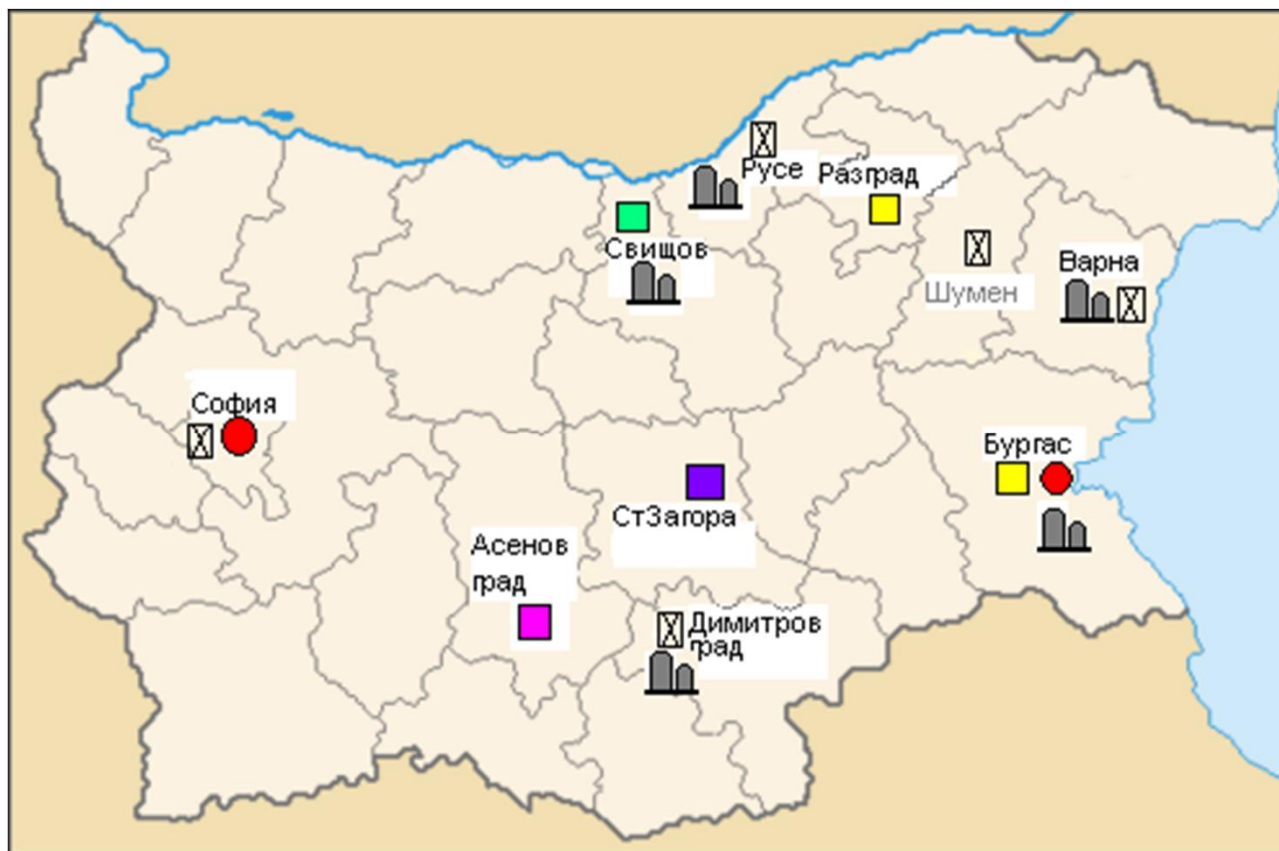 Русе
Разград
Свищов
Варна
Шумен
София
Бургас
СтЗагора
Асенов
град
Димитров
град